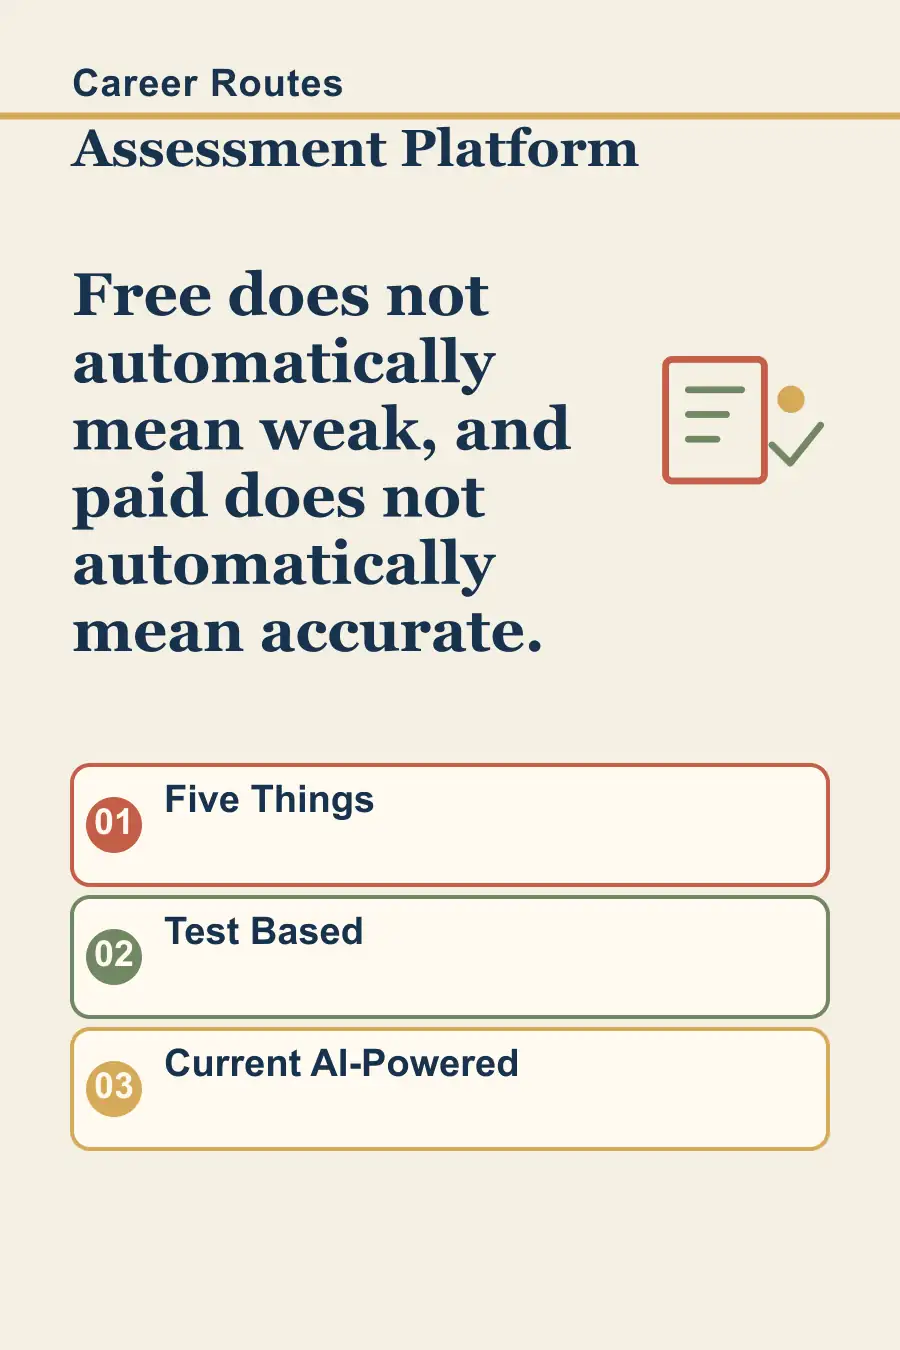 Career Routes
Assessment Platform
Free does not
automatically
mean weak, and
paid does not
automatically
mean accurate.
01 Five Things
02 Test Based
03 Current AI-Powered